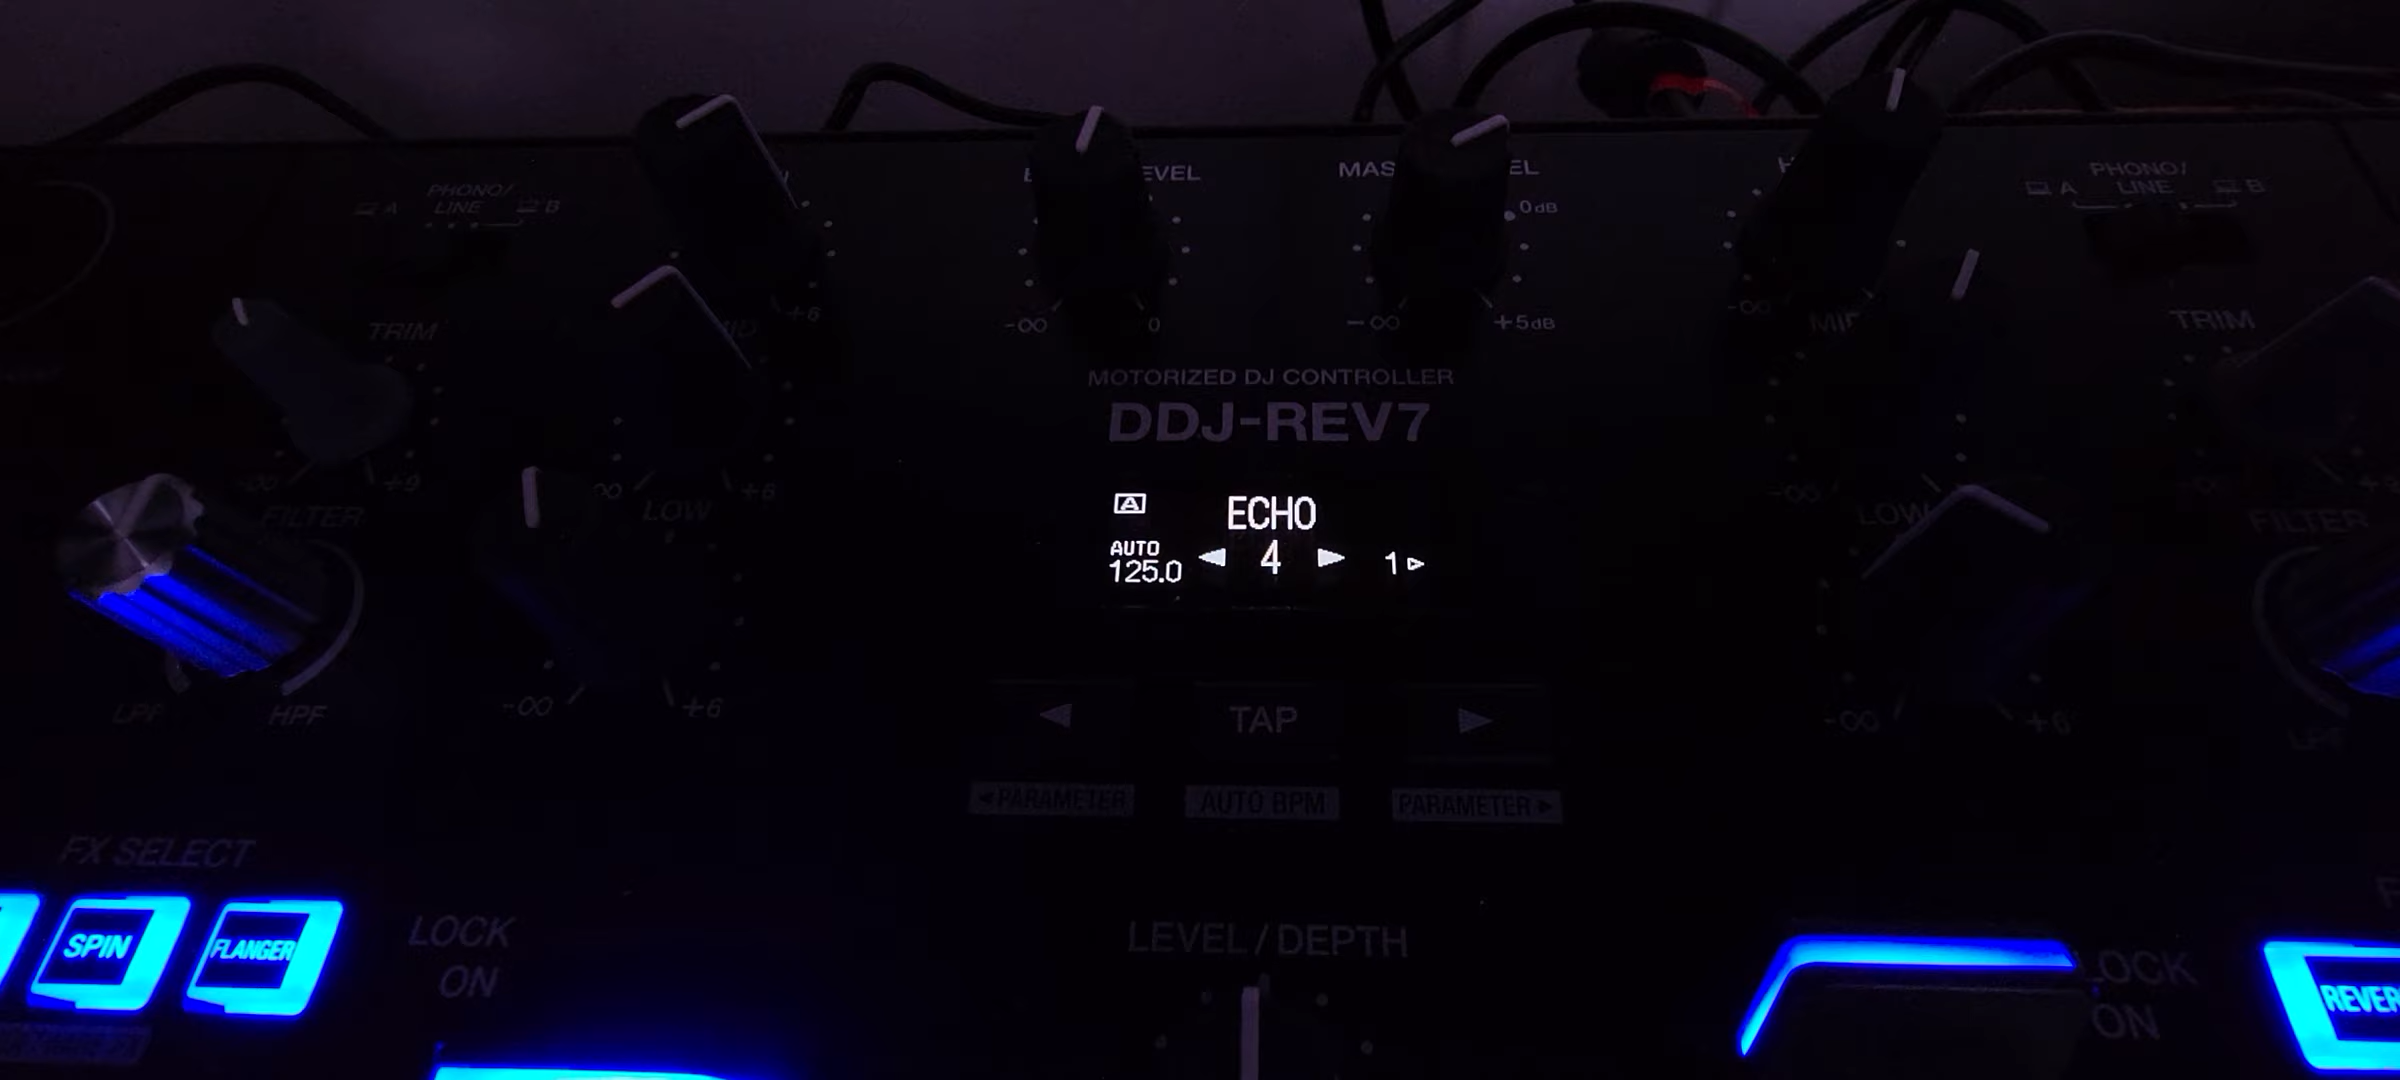 PHONO/
A LINE B
EVEL
MAS EL
0dB
PHONO/
A LINE B
TRIM
+6
-∞ 0
-∞ +5dB
-∞
TRIM
MOTORIZED DJ CONTROLLER
DDJ-REV7
+9
∞ +6
LOW
LOW
FILTER
FILTER
A ECHO
AUTO
125.0 ◀ 4 ▶ 1 ▷
LPF HPF
-∞ +6
-∞ +6
◀ TAP ▶
◀PARAMETER AUTO BPM PARAMETER▶
FX SELECT
SPIN FLANGER
LOCK
ON
LEVEL / DEPTH
LOCK
ON
REVER